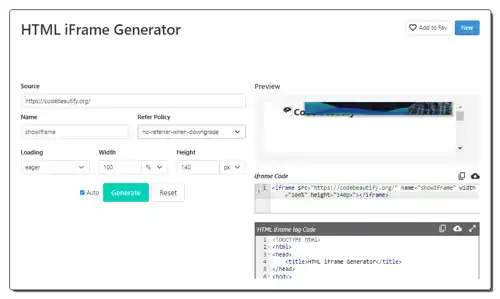 HTML iFrame Generator
Add to Fav
New
Source
https://codebeautify.org/
Name
Refer Policy
showiframe
no-referrer-when-downgrade
Loading
Width
Height
eager
100
%
140
px
Auto
Generate
Reset
Preview
iframe Code
1
<iframe src="https://codebeautify.org/" name="showiframe" width
="100%" height="140px"></iframe>
HTML iFrame tag Code
1 <!DOCTYPE html>
2 <html>
3 <head>
4 <title>HTML iFrame Generator</title>
5 </head>
6 <body>